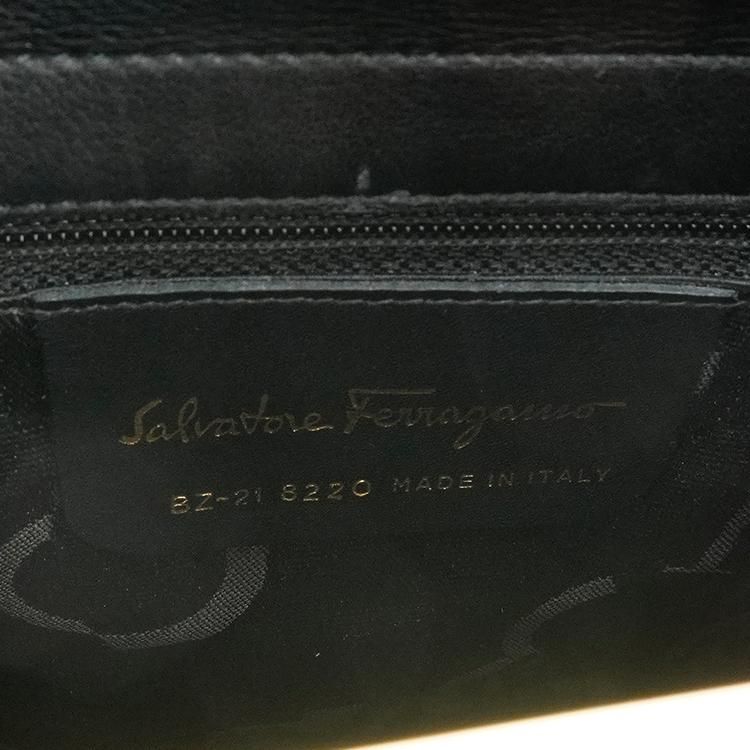 Salvatore Ferragamo
BZ-21 8220 MADE IN ITALY